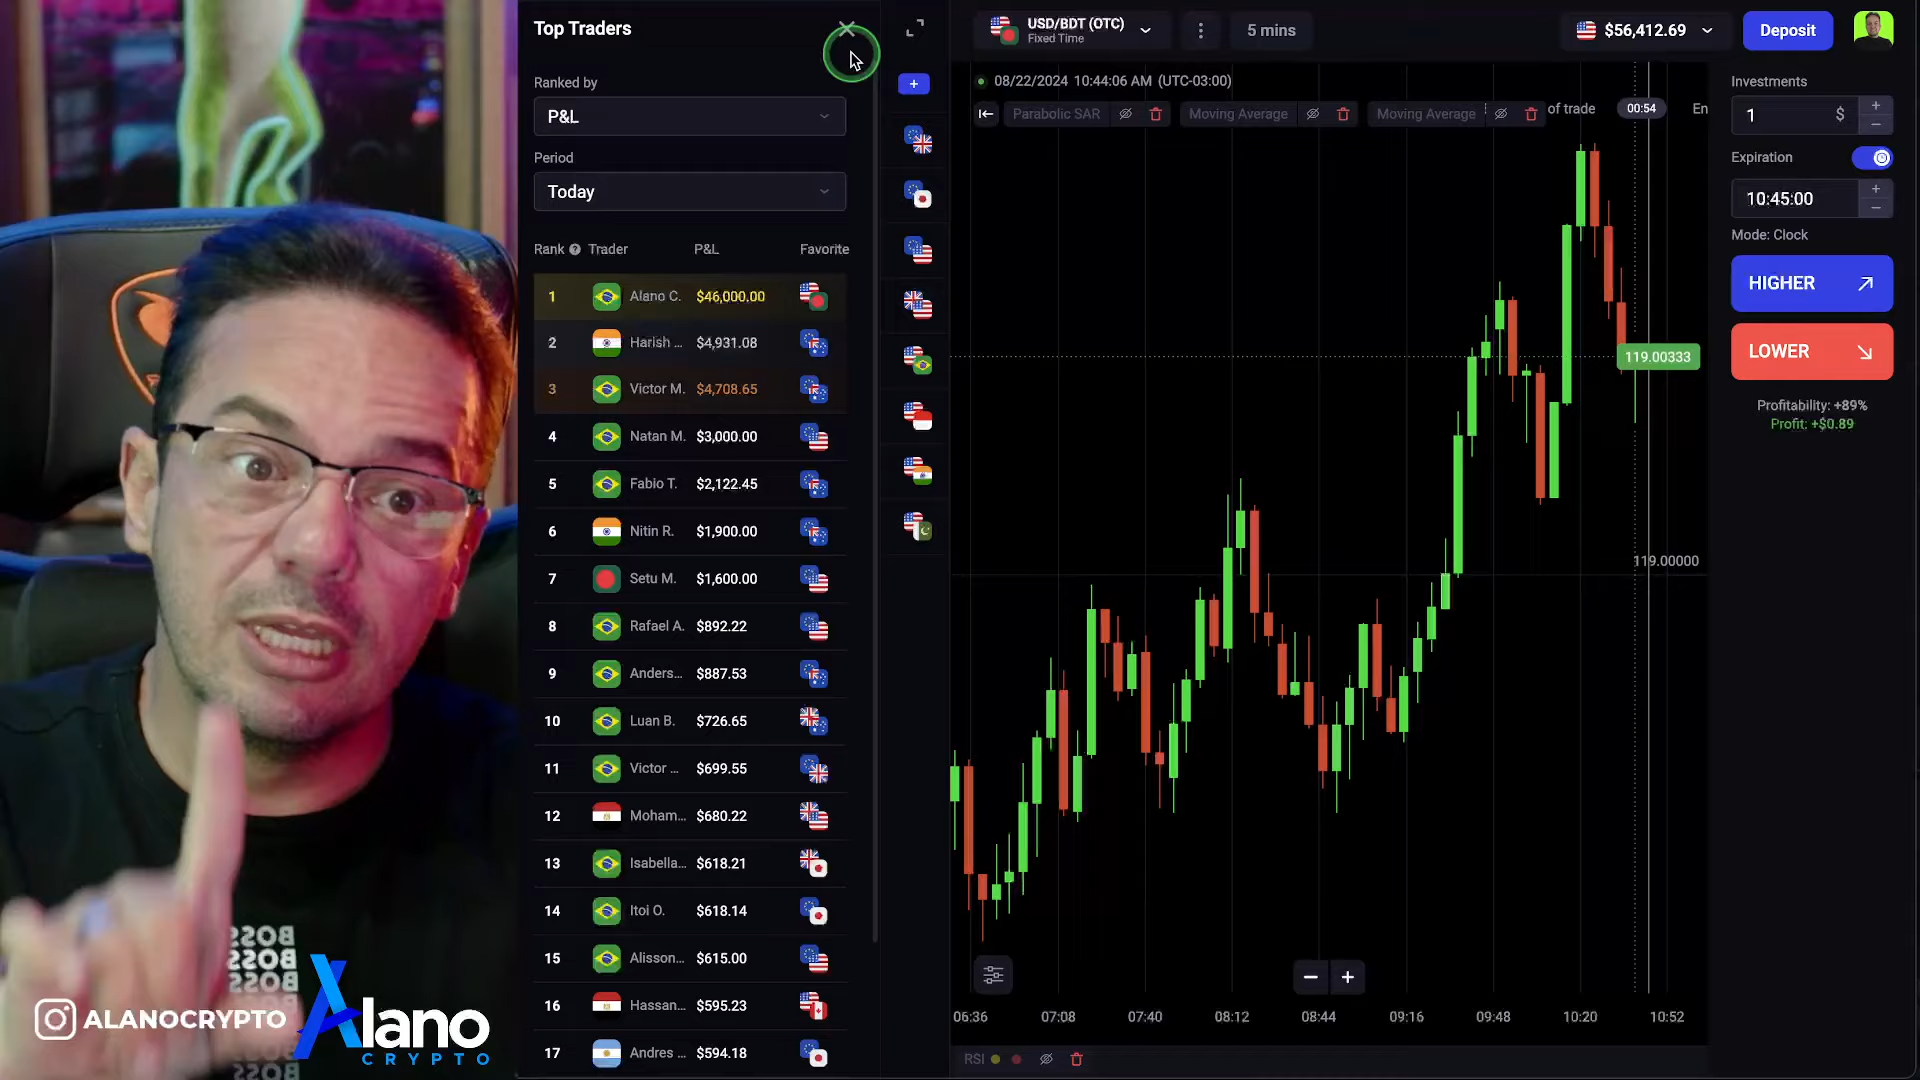 Top Traders
Ranked by
P&L
Period
Today
Rank Trader P&L Favorite
1 Alano C. $46,000.00
2 Harish ... $4,931.08
3 Victor M. $4,708.65
4 Natan M. $3,000.00
5 Fabio T. $2,122.45
6 Nitin R. $1,900.00
7 Setu M. $1,600.00
8 Rafael A. $892.22
9 Anders... $887.53
10 Luan B. $726.65
11 Victor ... $699.55
12 Moham... $680.22
13 Isabella... $618.21
14 Itoi O. $618.14
15 Alisson... $615.00
16 Hassan... $595.23
17 Andres ... $594.18
USD/BDT (OTC)
Fixed Time
5 mins
$56,412.69
Deposit
08/22/2024 10:44:06 AM (UTC-03:00)
Parabolic SAR
Moving Average
Moving Average
of trade
00:54
En
119.00333
119.00000
06:36 07:08 07:40 08:12 08:44 09:16 09:48 10:20 10:52
RSI
Investments
1 $
Expiration
10:45:00
Mode: Clock
HIGHER
LOWER
Profitability: +89%
Profit: +$0.89
BOSS
BOSS
BOSS
BOSS
ALANOCRYPTO
Alano
CRYPTO